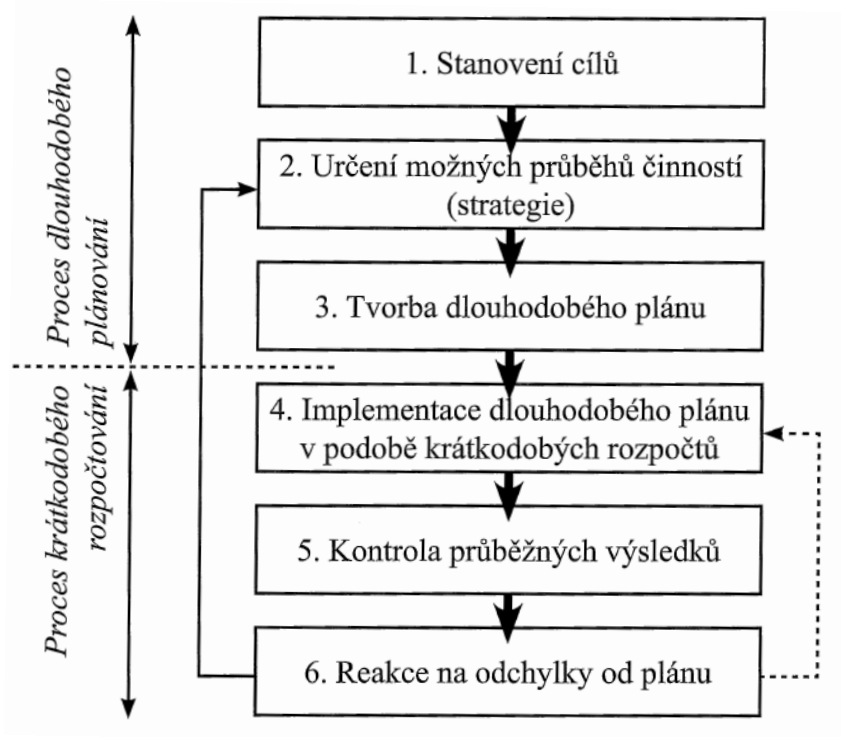 Proces dlouhodobého
plánování
1. Stanovení cílů
2. Určení možných průběhů činností
(strategie)
3. Tvorba dlouhodobého plánu
Proces krátkodobého
rozpočtování
4. Implementace dlouhodobého plánu
v podobě krátkodobých rozpočtů
5. Kontrola průběžných výsledků
6. Reakce na odchylky od plánu